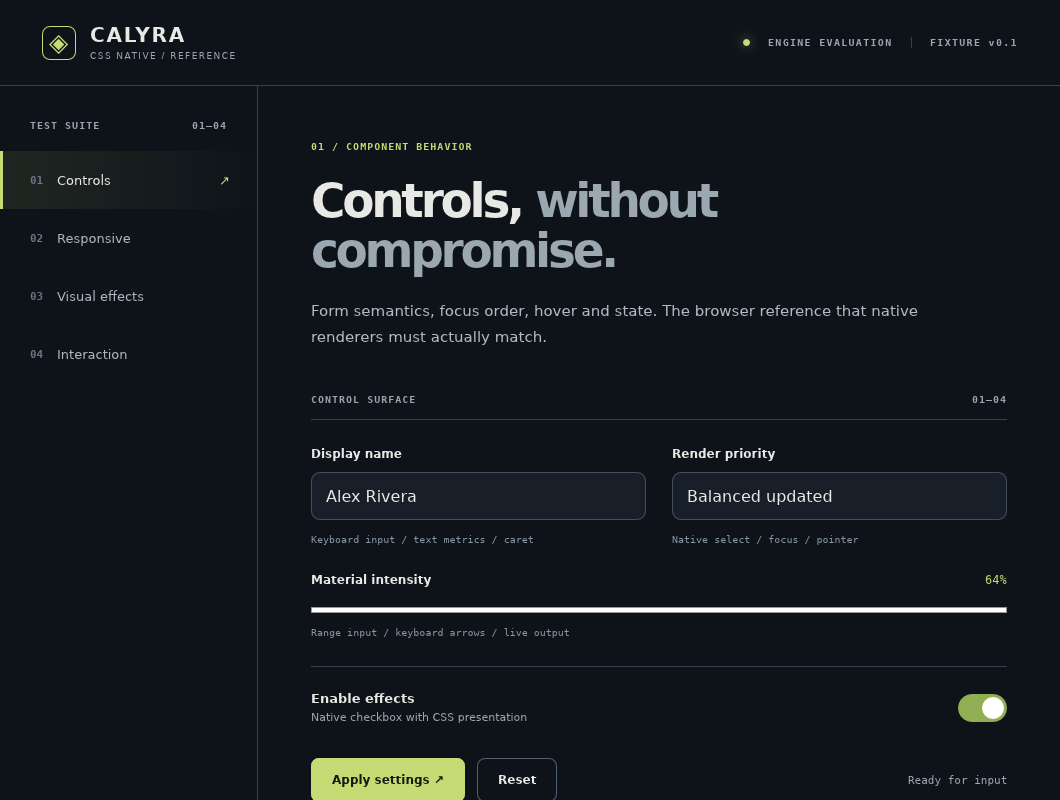 CALYRA
CSS NATIVE / REFERENCE
ENGINE EVALUATION
FIXTURE v0.1
TEST SUITE 01—04
01 Controls ↗
02 Responsive
03 Visual effects
04 Interaction
01 / COMPONENT BEHAVIOR
Controls, without
compromise.
Form semantics, focus order, hover and state. The browser reference that native
renderers must actually match.
CONTROL SURFACE 01—04
Display name
Alex Rivera
Keyboard input / text metrics / caret
Render priority
Balanced updated
Native select / focus / pointer
Material intensity 64%
Range input / keyboard arrows / live output
Enable effects
Native checkbox with CSS presentation
Apply settings ↗
Reset
Ready for input